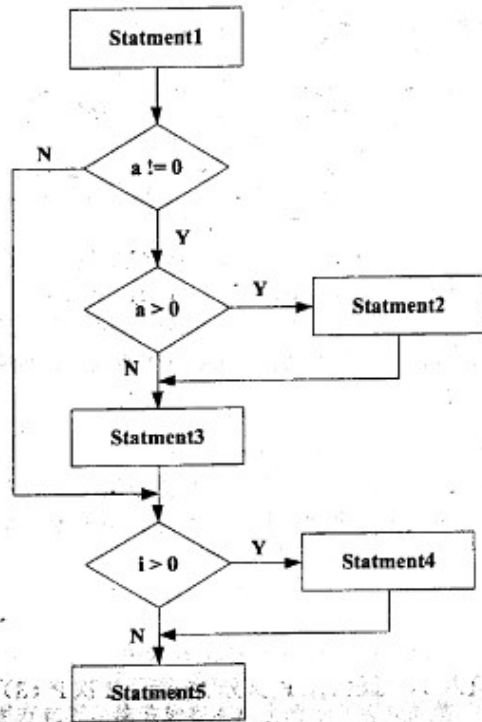 Statment1
N
a != 0
Y
a > 0
Y
Statment2
N
Statment3
i > 0
Y
Statment4
N
Statment5